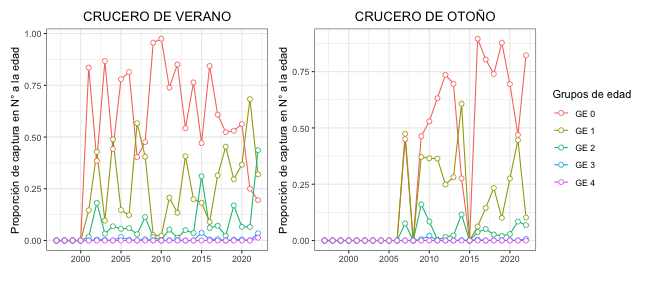 CRUCERO DE VERANO
Proporción de captura en N° a la edad
1.00
0.75
0.50
0.25
0.00
2000
2005
2010
2015
2020
CRUCERO DE OTOÑO
Proporción de captura en N° a la edad
0.75
0.50
0.25
0.00
2000
2005
2010
2015
2020
Grupos de edad
GE 0
GE 1
GE 2
GE 3
GE 4